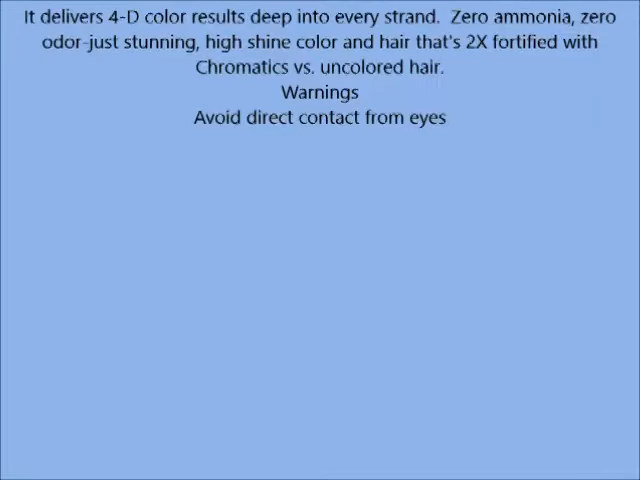 It delivers 4-D color results deep into every strand.  Zero ammonia, zero
odor-just stunning, high shine color and hair that's 2X fortified with
Chromatics vs. uncolored hair.
Warnings
Avoid direct contact from eyes